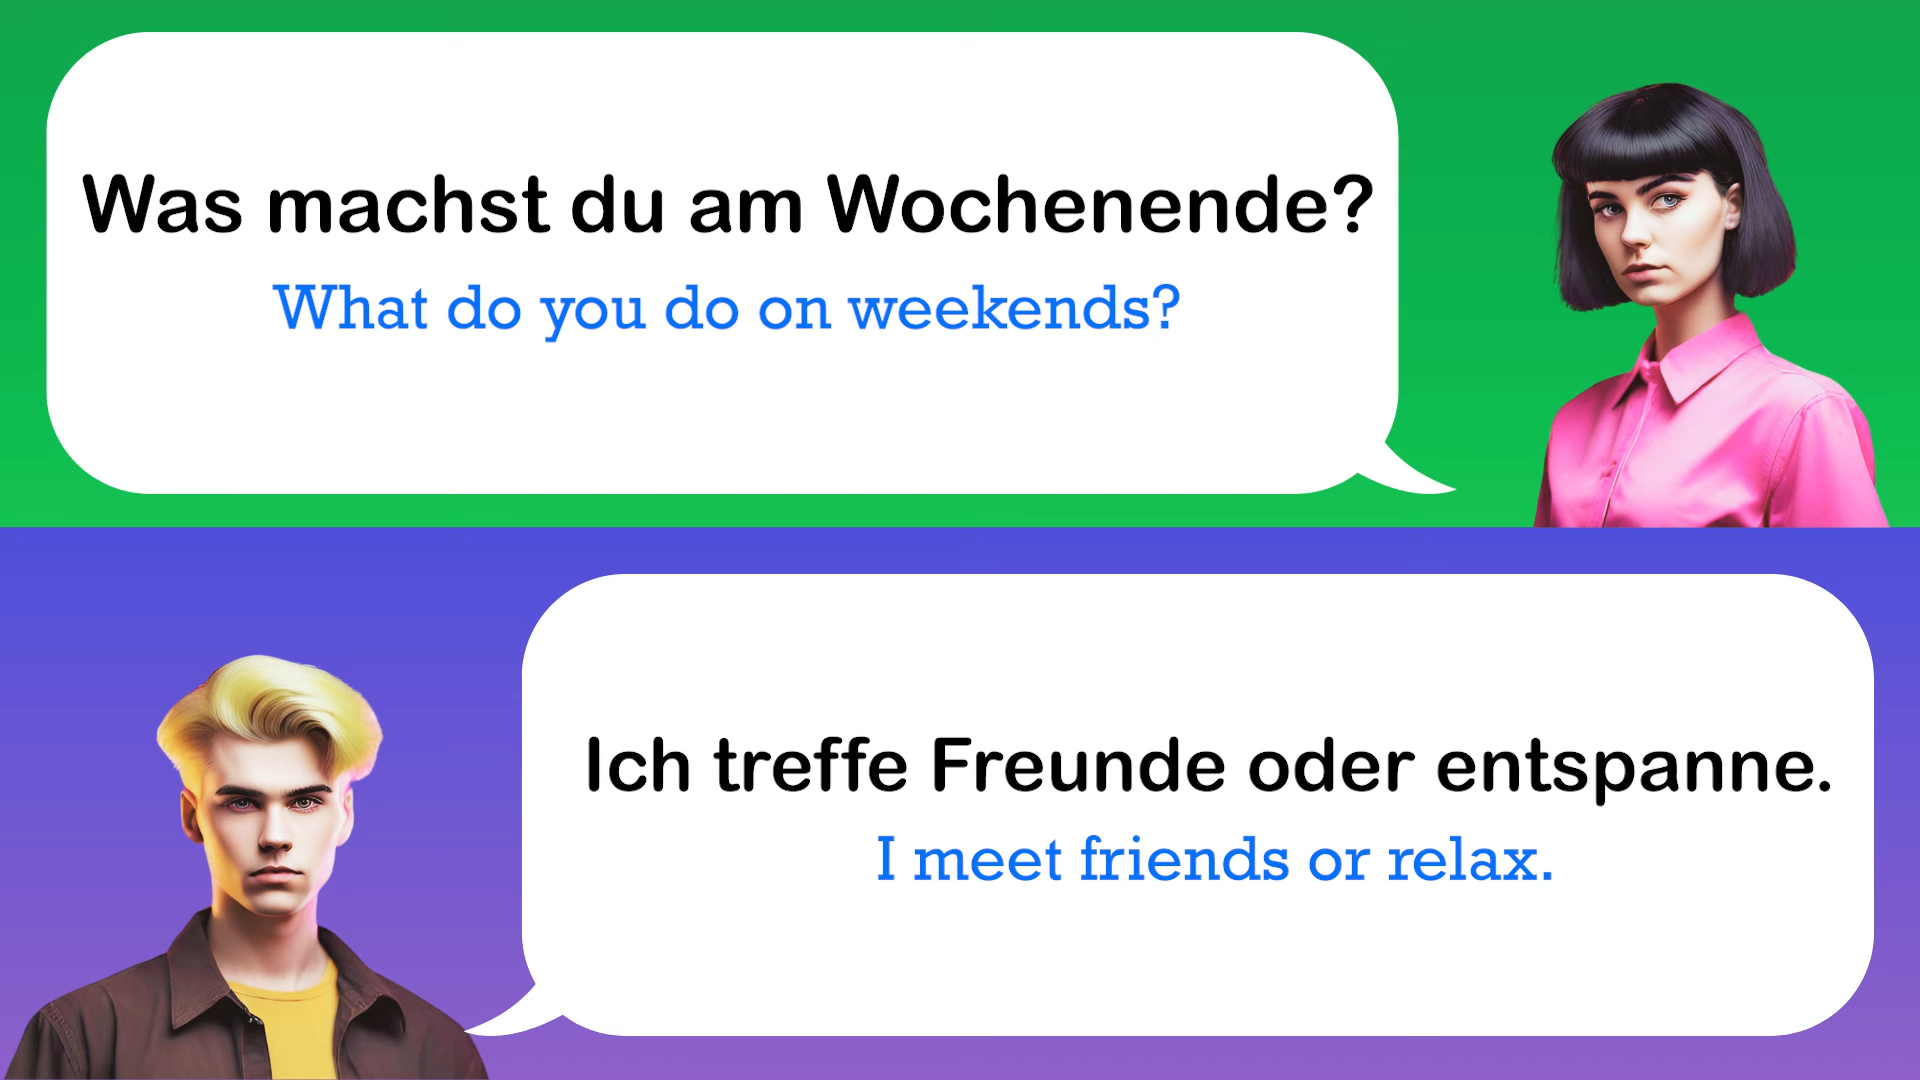 Was machst du am Wochenende?
What do you do on weekends?
Ich treffe Freunde oder entspanne.
I meet friends or relax.